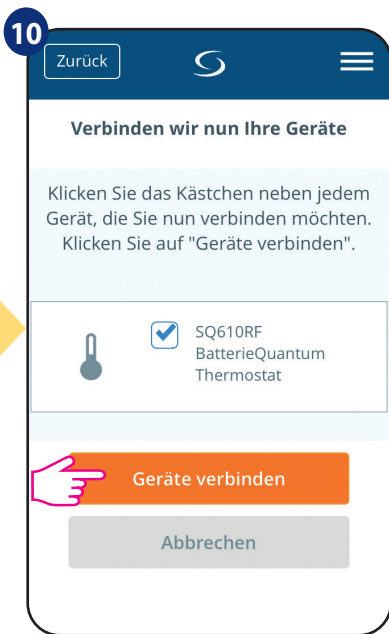 10
Zurück
Verbinden wir nun Ihre Geräte
Klicken Sie das Kästchen neben jedem
Gerät, die Sie nun verbinden möchten.
Klicken Sie auf "Geräte verbinden".
SQ610RF
BatterieQuantum
Thermostat
Geräte verbinden
Abbrechen